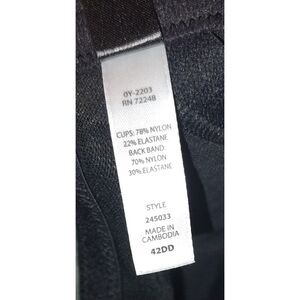 0Y-2203
RN 72248
CUPS: 78% NYLON
22% ELASTANE
BACK BAND:
70% NYLON
30% ELASTANE
STYLE
245033
MADE IN
CAMBODIA
42DD